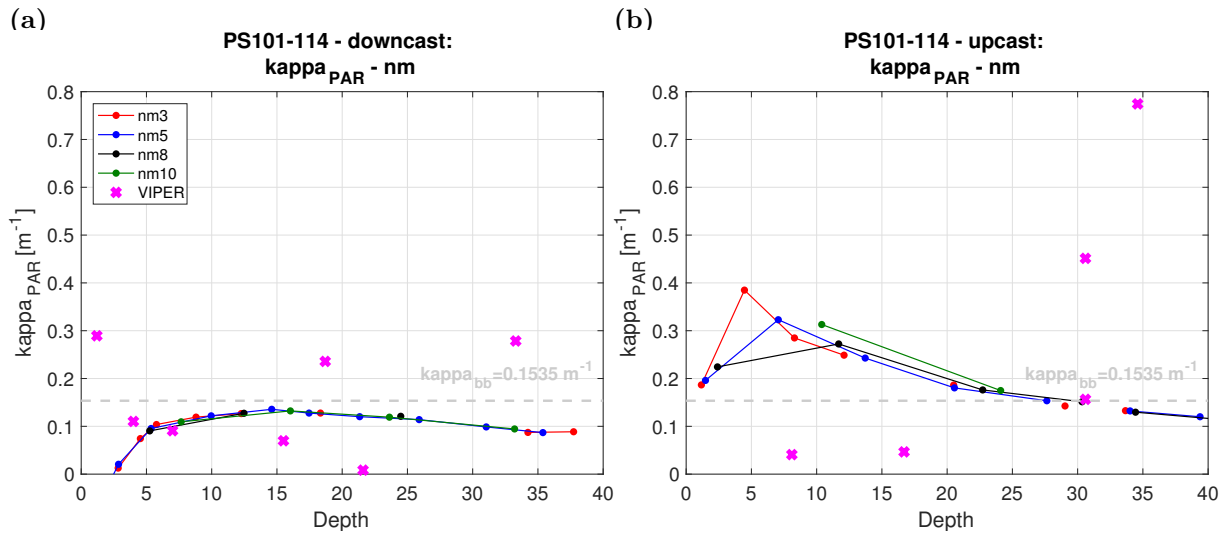 (a)
PS101-114 - downcast:
kappa_PAR - nm
0.8
0.7
0.6
0.5
0.4
0.3
0.2
0.1
0
kappa_PAR [m^-1]
nm3
nm5
nm8
nm10
VIPER
kappa_bb=0.1535 m^-1
0 5 10 15 20 25 30 35 40
Depth
(b)
PS101-114 - upcast:
kappa_PAR - nm
0.8
0.7
0.6
0.5
0.4
0.3
0.2
0.1
0
kappa_PAR [m^-1]
kappa_bb=0.1535 m^-1
0 5 10 15 20 25 30 35 40
Depth